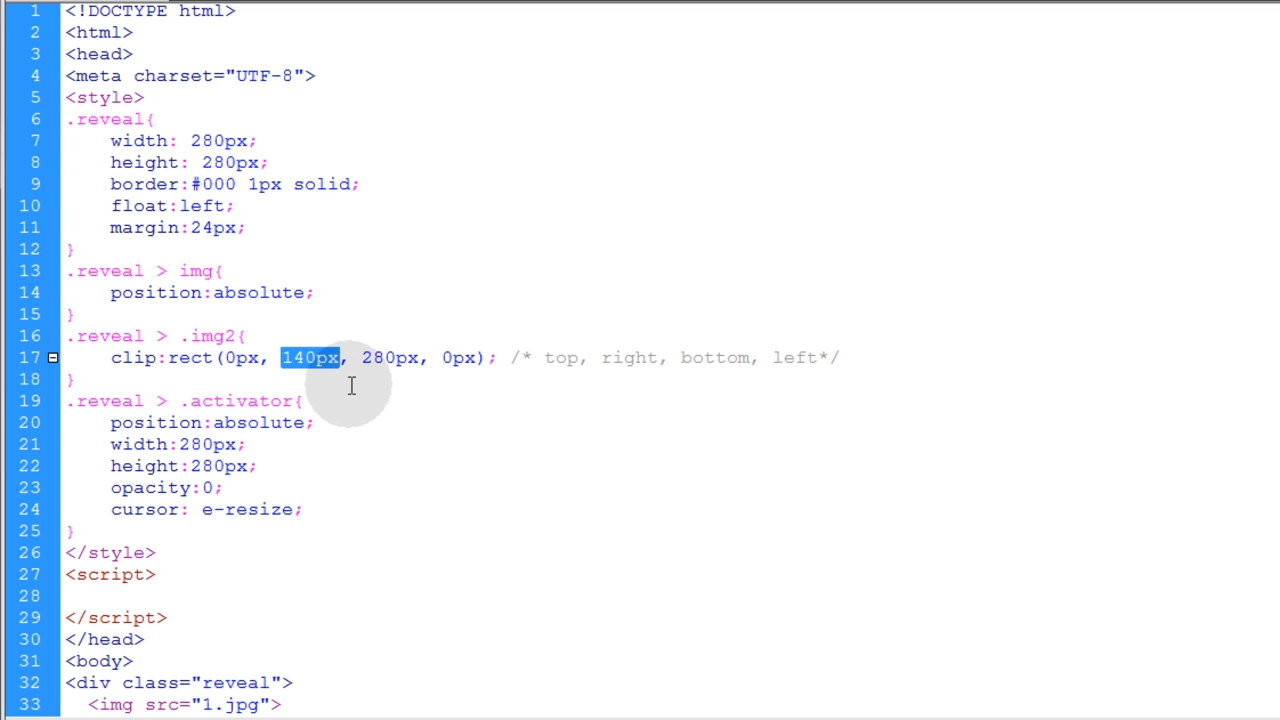 1 <!DOCTYPE html>
2 <html>
3 <head>
4 <meta charset="UTF-8">
5 <style>
6 .reveal{
7     width: 280px;
8     height: 280px;
9     border:#000 1px solid;
10     float:left;
11     margin:24px;
12 }
13 .reveal > img{
14     position:absolute;
15 }
16 .reveal > .img2{
17     clip:rect(0px, 140px, 280px, 0px); /* top, right, bottom, left*/
18 }
19 .reveal > .activator{
20     position:absolute;
21     width:280px;
22     height:280px;
23     opacity:0;
24     cursor: e-resize;
25 }
26 </style>
27 <script>
28
29 </script>
30 </head>
31 <body>
32 <div class="reveal">
33   <img src="1.jpg">